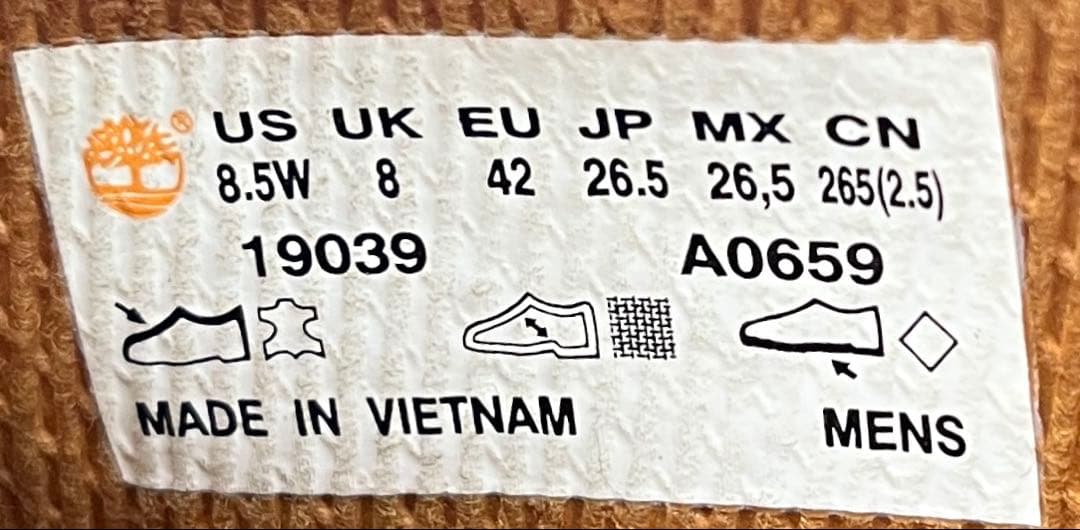 ® US UK EU JP MX CN
8.5W 8 42 26.5 26,5 265(2.5)
19039 A0659
MADE IN VIETNAM MENS